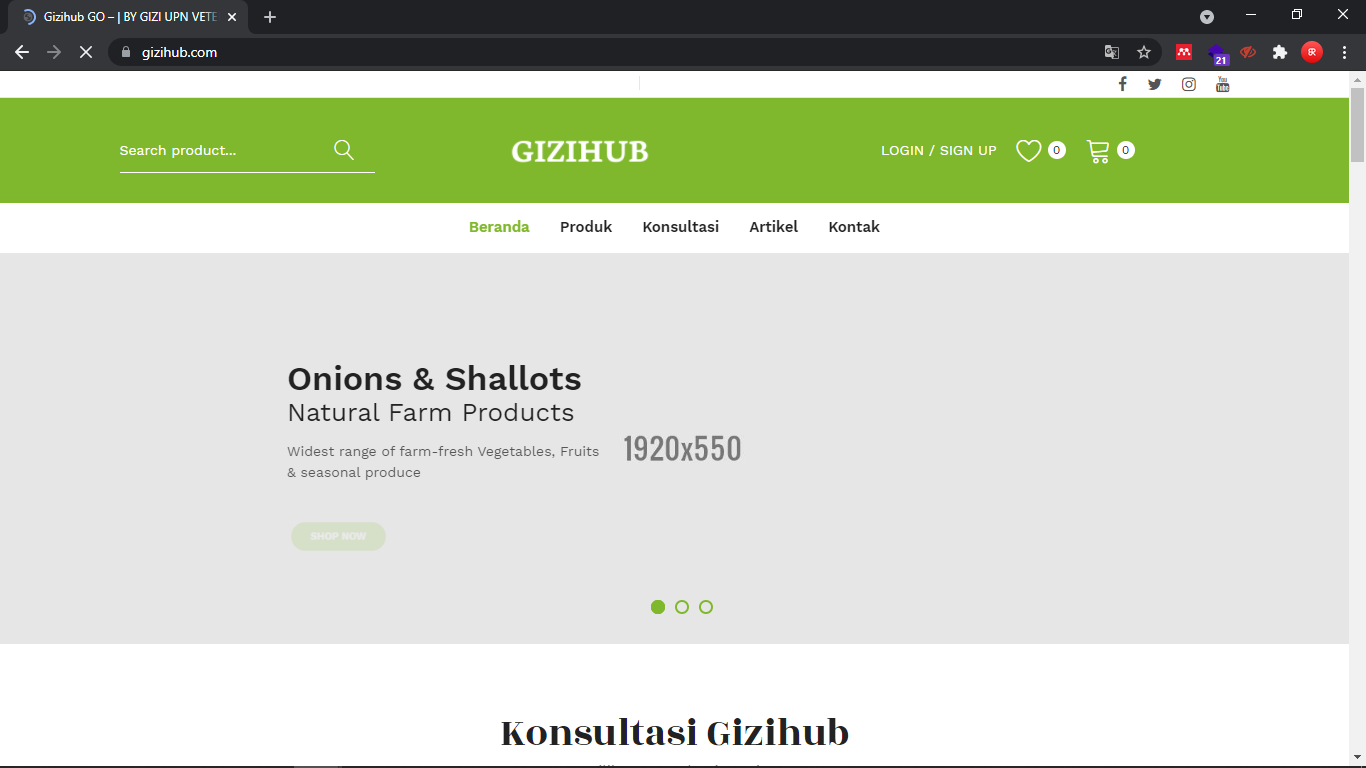 Gizihub GO – | BY GIZI UPN VETE
gizihub.com
21
You
Tube
Search product...
GIZIHUB
LOGIN / SIGN UP
0
0
Beranda
Produk
Konsultasi
Artikel
Kontak
Onions & Shallots
Natural Farm Products
Widest range of farm-fresh Vegetables, Fruits
& seasonal produce
1920x550
SHOP NOW
Konsultasi Gizihub